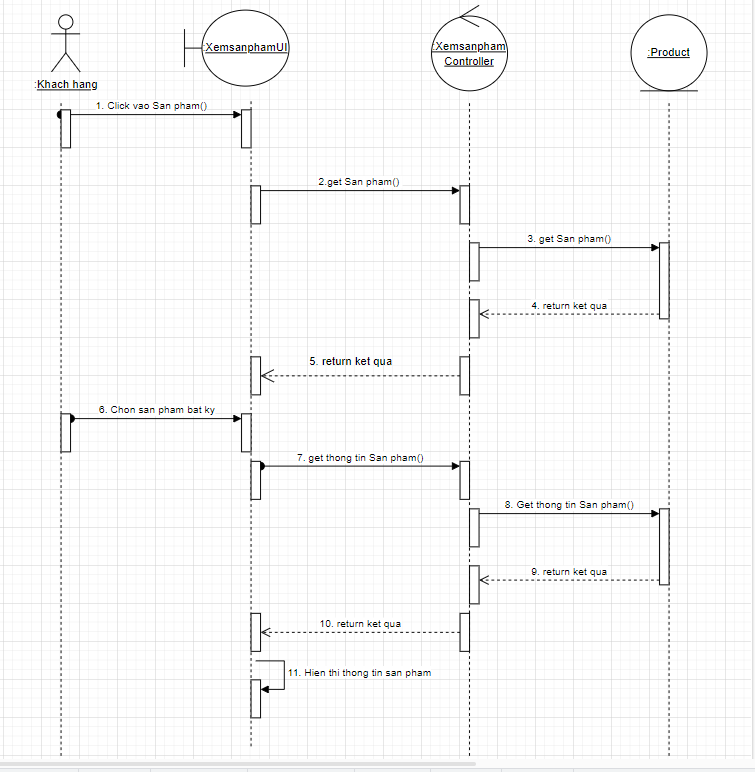 :XemsanphamUI
:Xemsanpham
Controller
:Product
:Khach hang
1. Click vao San pham()
2.get San pham()
3. get San pham()
4. return ket qua
5. return ket qua
6. Chon san pham bat ky
7. get thong tin San pham()
8. Get thong tin San pham()
9. return ket qua
10. return ket qua
11. Hien thi thong tin san pham